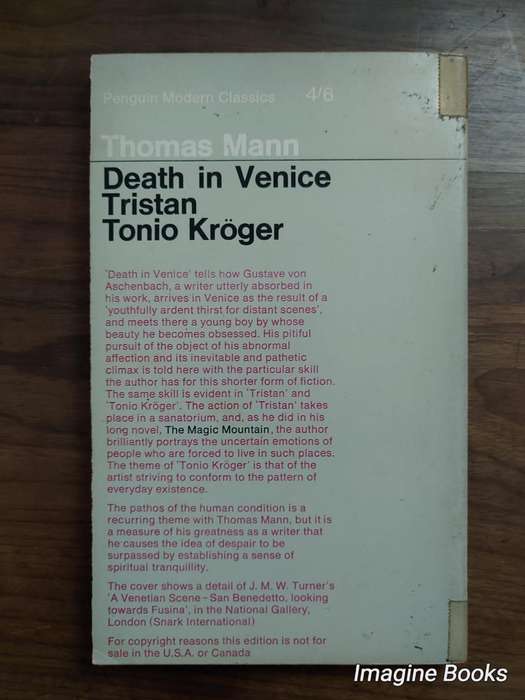 Penguin Modern Classics 4/6
Thomas Mann
Death in Venice
Tristan
Tonio Kröger
'Death in Venice' tells how Gustave von
Aschenbach, a writer utterly absorbed in
his work, arrives in Venice as the result of a
'youthfully ardent thirst for distant scenes',
and meets there a young boy by whose
beauty he becomes obsessed. His pitiful
pursuit of the object of his abnormal
affection and its inevitable and pathetic
climax is told here with the particular skill
the author has for this shorter form of fiction.
The same skill is evident in 'Tristan' and
'Tonio Kröger'. The action of 'Tristan' takes
place in a sanatorium, and, as he did in his
long novel, The Magic Mountain, the author
brilliantly portrays the uncertain emotions of
people who are forced to live in such places.
The theme of 'Tonio Kröger' is that of the
artist striving to conform to the pattern of
everyday existence.
The pathos of the human condition is a
recurring theme with Thomas Mann, but it is
a measure of his greatness as a writer that
he causes the idea of despair to be
surpassed by establishing a sense of
spiritual tranquillity.
The cover shows a detail of J. M. W. Turner's
'A Venetian Scene - San Benedetto, looking
towards Fusina', in the National Gallery,
London (Snark International)
For copyright reasons this edition is not for
sale in the U.S.A. or Canada
Imagine Books